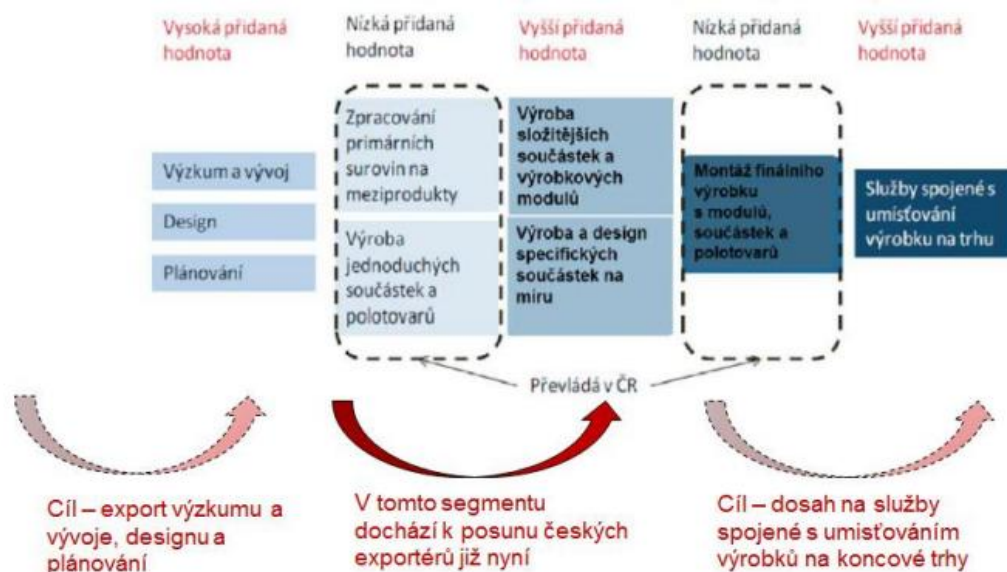 Vysoká přidaná
hodnota
Nízká přidaná
hodnota
Vyšší přidaná
hodnota
Nízká přidaná
hodnota
Vyšší přidaná
hodnota
Výzkum a vývoj
Design
Plánování
Zpracování
primárních
surovin na
meziprodukty
Výroba
jednoduchých
součástek a
polotovarů
Výroba
složitějších
součástek a
výrobkových
modulů
Výroba a design
specifických
součástek na
míru
Montáž finálního
výrobku
s modulů,
součástek a
polotovarů
Služby spojené s
umisťování
výrobku na trhu
Převládá v ČR
Cíl – export výzkumu a
vývoje, designu a
plánování
V tomto segmentu
dochází k posunu českých
exportérů již nyní
Cíl – dosah na služby
spojené s umisťováním
výrobků na koncové trhy